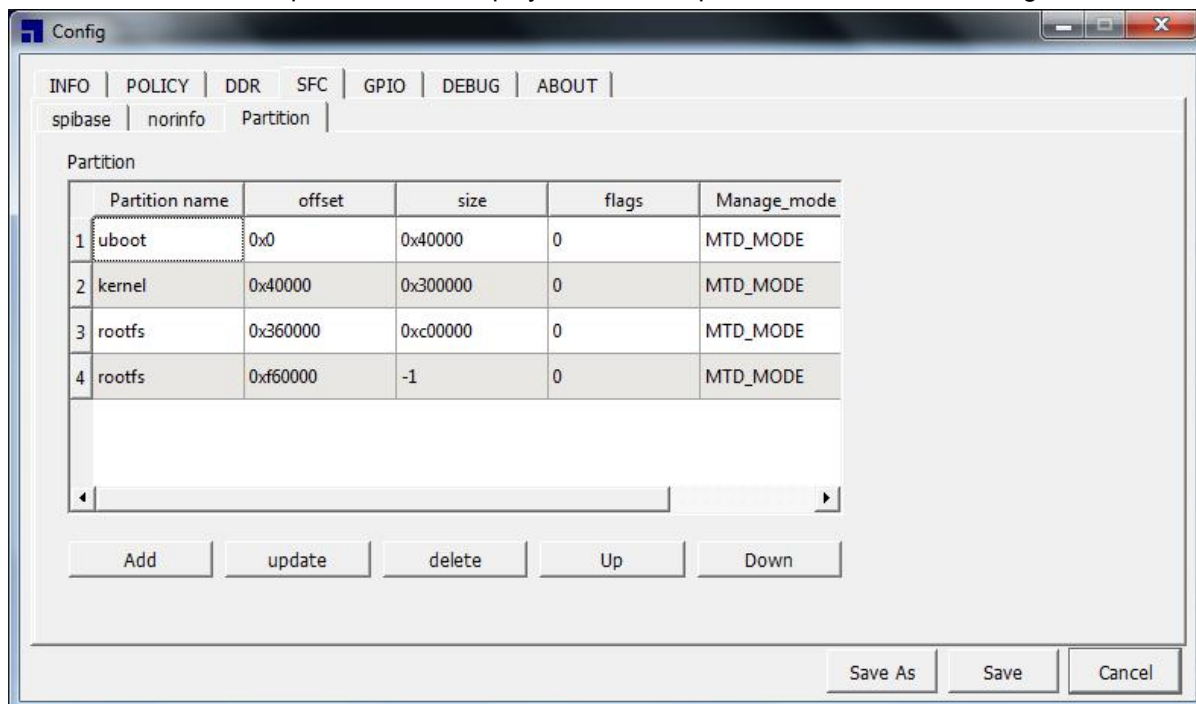 Config
INFO POLICY DDR SFC GPIO DEBUG ABOUT
spibase norinfo Partition
Partition
Partition name offset size flags Manage_mode
1 uboot 0x0 0x40000 0 MTD_MODE
2 kernel 0x40000 0x300000 0 MTD_MODE
3 rootfs 0x360000 0xc00000 0 MTD_MODE
4 rootfs 0xf60000 -1 0 MTD_MODE
Add update delete Up Down
Save As Save Cancel